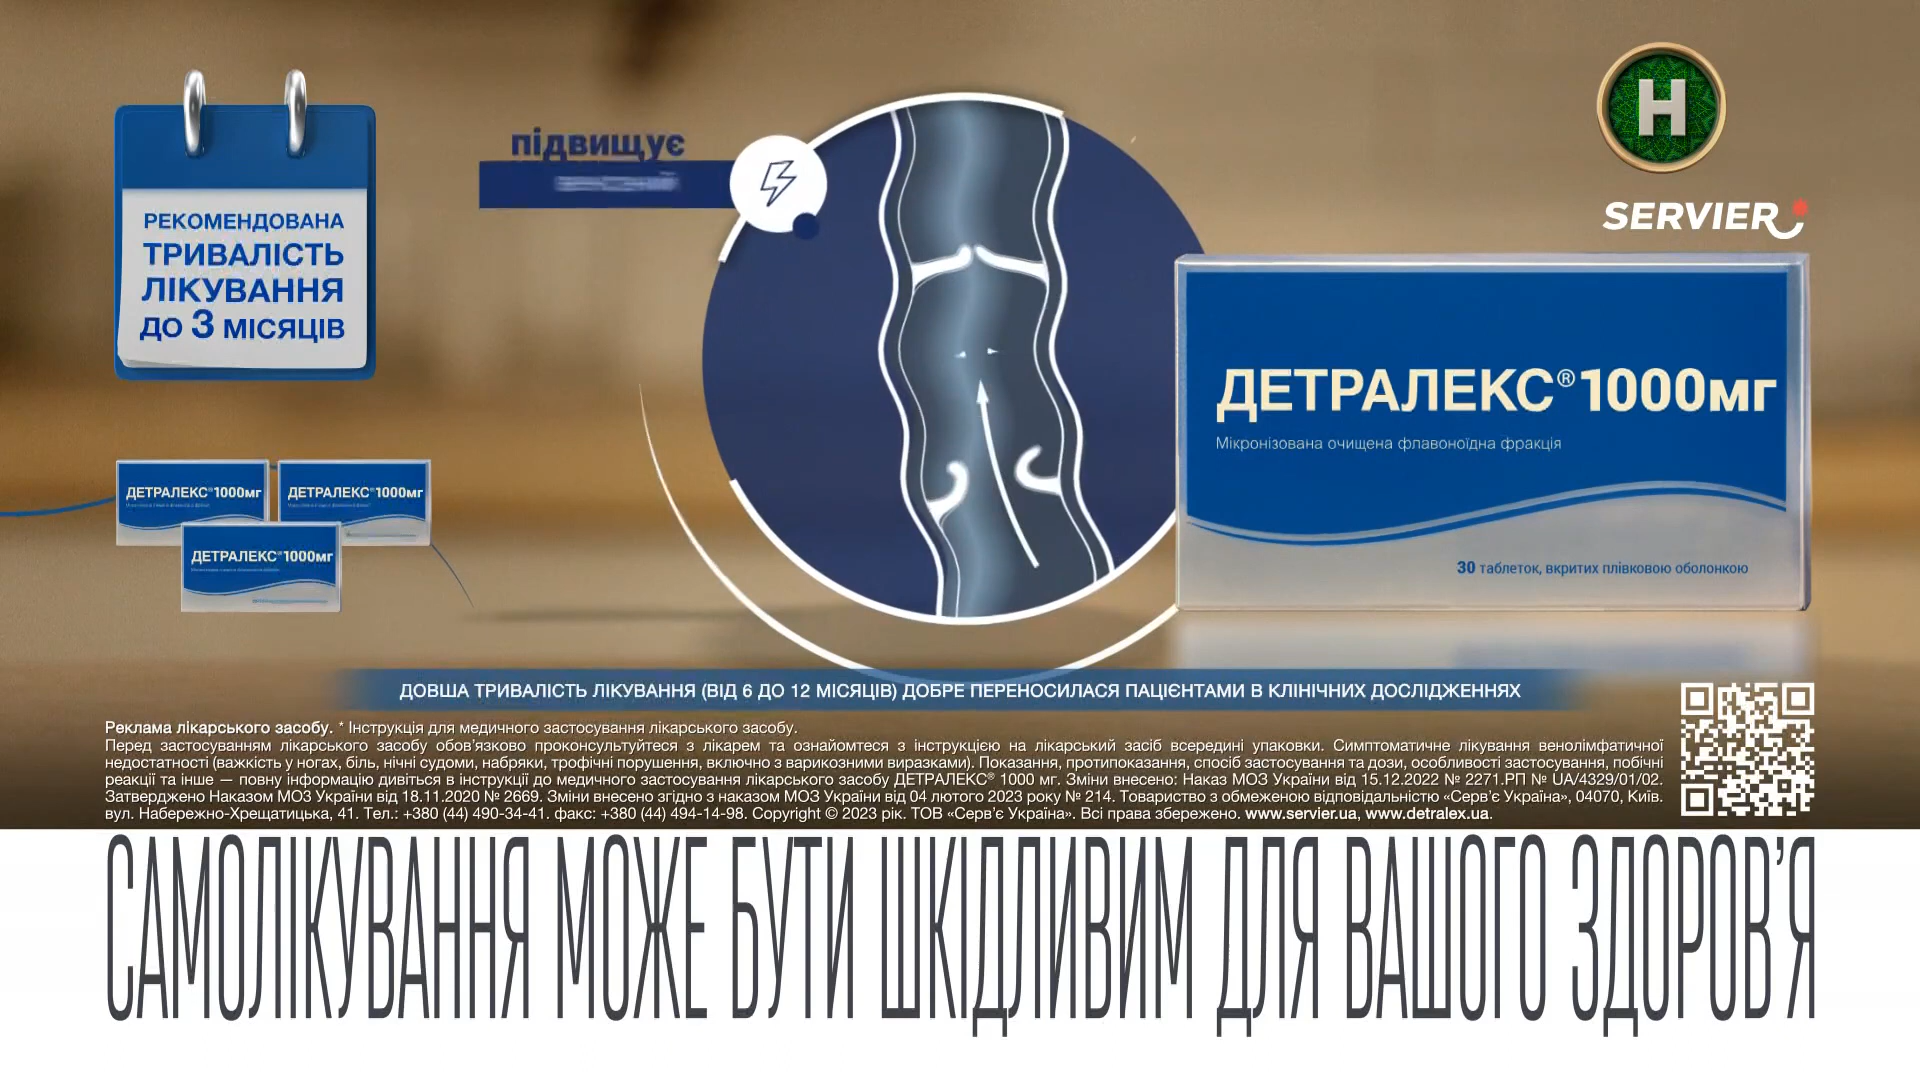 Н
SERVIER
РЕКОМЕНДОВАНА
ТРИВАЛІСТЬ
ЛІКУВАННЯ
ДО 3 МІСЯЦІВ
підвищує
ДЕТРАЛЕКС® 1000мг
Мікронізована очищена флавоноїдна фракція
30 таблеток, вкритих плівковою оболонкою
ДЕТРАЛЕКС® 1000мг
ДЕТРАЛЕКС® 1000мг
ДЕТРАЛЕКС® 1000мг
ДОВША ТРИВАЛІСТЬ ЛІКУВАННЯ (ВІД 6 ДО 12 МІСЯЦІВ) ДОБРЕ ПЕРЕНОСИЛАСЯ ПАЦІЄНТАМИ В КЛІНІЧНИХ ДОСЛІДЖЕННЯХ
Реклама лікарського засобу. * Інструкція для медичного застосування лікарського засобу.
Перед застосуванням лікарського засобу обов'язково проконсультуйтеся з лікарем та ознайомтеся з інструкцією на лікарський засіб всередині упаковки. Симптоматичне лікування венолімфатичної
недостатності (важкість у ногах, біль, нічні судоми, набряки, трофічні порушення, включно з варикозними виразками). Показання, протипоказання, спосіб застосування та дози, особливості застосування, побічні
реакції та інше — повну інформацію дивіться в інструкції до медичного застосування лікарського засобу ДЕТРАЛЕКС® 1000 мг. Зміни внесено: Наказ МОЗ України від 15.12.2022 № 2271.РП № UA/4329/01/02.
Затверджено Наказом МОЗ України від 18.11.2020 № 2669. Зміни внесено згідно з наказом МОЗ України від 04 лютого 2023 року № 214. Товариство з обмеженою відповідальністю «Серв'є Україна», 04070, Київ.
вул. Набережно-Хрещатицька, 41. Тел.: +380 (44) 490-34-41. факс: +380 (44) 494-14-98. Copyright © 2023 рік. ТОВ «Серв'є Україна». Всі права збережено. www.servier.ua, www.detralex.ua.
САМОЛІКУВАННЯ МОЖЕ БУТИ ШКІДЛИВИМ ДЛЯ ВАШОГО ЗДОРОВ'Я